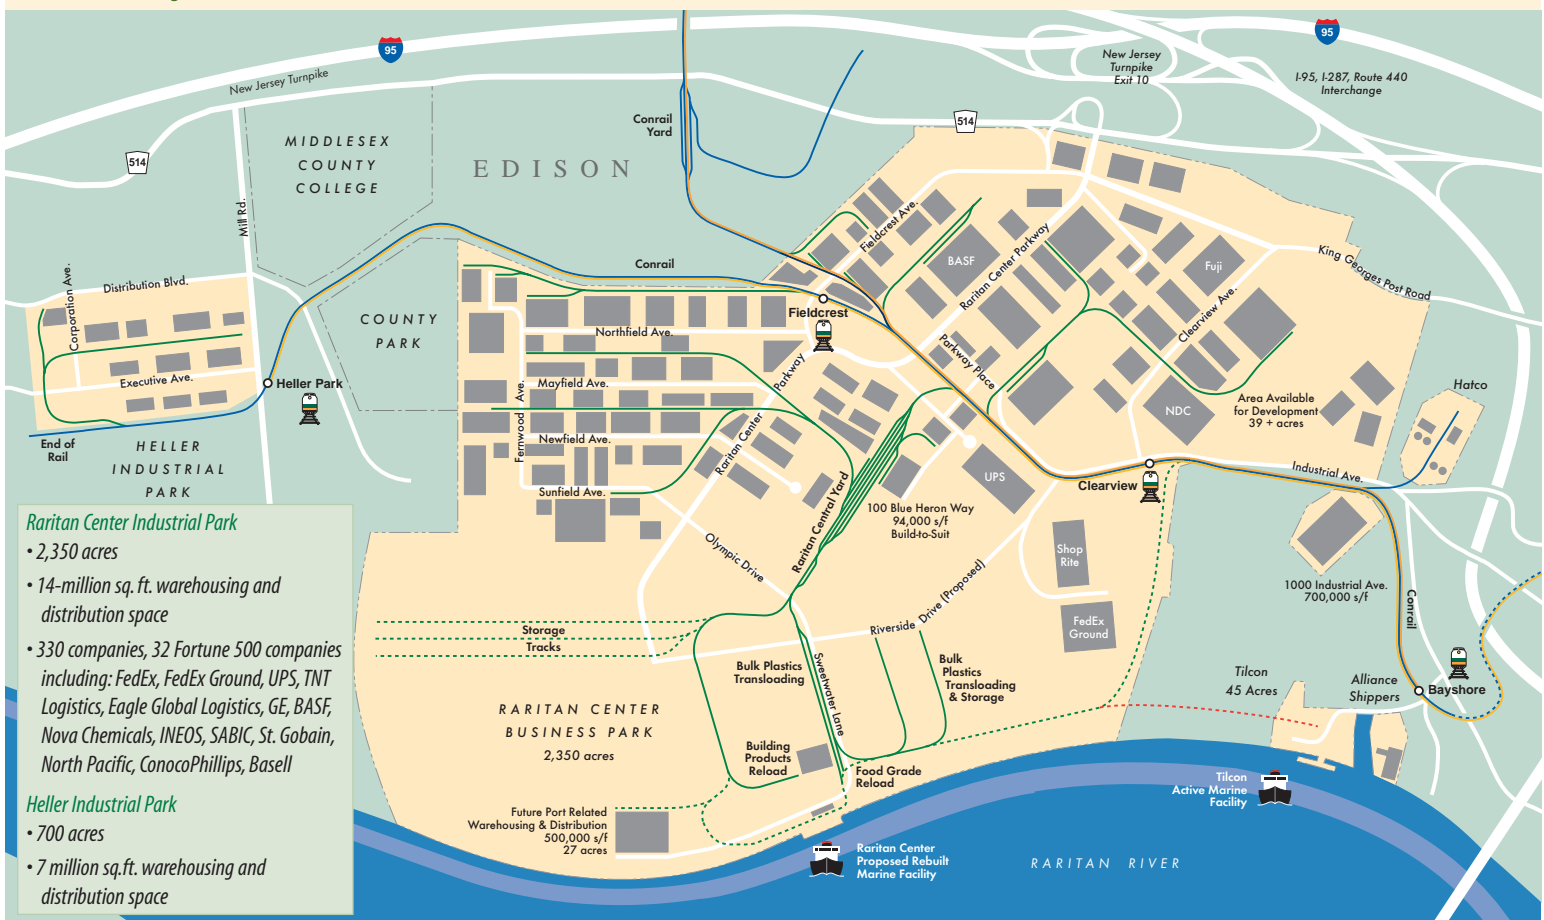 95
95
New Jersey
Turnpike
Exit 10
I-95, I-287, Route 440
Interchange
New Jersey Turnpike
514
514
Conrail
Yard
MIDDLESEX
COUNTY
COLLEGE
EDISON
Mill Rd.
Fieldcrest Ave.
BASF
Raritan Center Parkway
Fuji
King Georges Post Road
Conrail
Corporation Ave.
Distribution Blvd.
COUNTY
PARK
Fieldcrest
Northfield Ave.
Clearview Ave.
Parkway Place
Executive Ave.
Heller Park
Mayfield Ave.
Raritan Center Parkway
Fernwood Ave.
NDC
Area Available
for Development
39 + acres
Hatco
End of
Rail
HELLER
INDUSTRIAL
PARK
Newfield Ave.
Sunfield Ave.
UPS
Clearview
Industrial Ave.
Raritan Central Yard
100 Blue Heron Way
94,000 s/f
Build-to-Suit
Olympic Drive
Shop
Rite
1000 Industrial Ave.
700,000 s/f
Conrail
Riverside Drive (Proposed)
FedEx
Ground
Storage
Tracks
Bulk Plastics
Transloading
Sweetwater Lane
Bulk
Plastics
Transloading
& Storage
Tilcon
45 Acres
Alliance
Shippers
Bayshore
RARITAN CENTER
BUSINESS PARK
2,350 acres
Building
Products
Reload
Food Grade
Reload
Future Port Related
Warehousing & Distribution
500,000 s/f
27 acres
Tilcon
Active Marine
Facility
Raritan Center
Proposed Rebuilt
Marine Facility
RARITAN RIVER
Raritan Center Industrial Park
• 2,350 acres
• 14-million sq. ft. warehousing and
distribution space
• 330 companies, 32 Fortune 500 companies
including: FedEx, FedEx Ground, UPS, TNT
Logistics, Eagle Global Logistics, GE, BASF,
Nova Chemicals, INEOS, SABIC, St. Gobain,
North Pacific, ConocoPhillips, Basell
Heller Industrial Park
• 700 acres
• 7 million sq.ft. warehousing and
distribution space